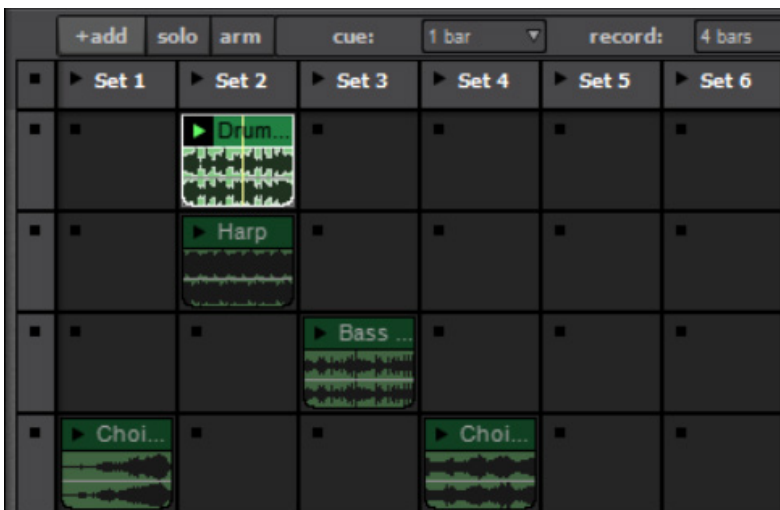 +add solo arm cue: 1 bar record: 4 bars
Set 1 Set 2 Set 3 Set 4 Set 5 Set 6
Drum...
Harp
Bass ...
Choi... Choi...